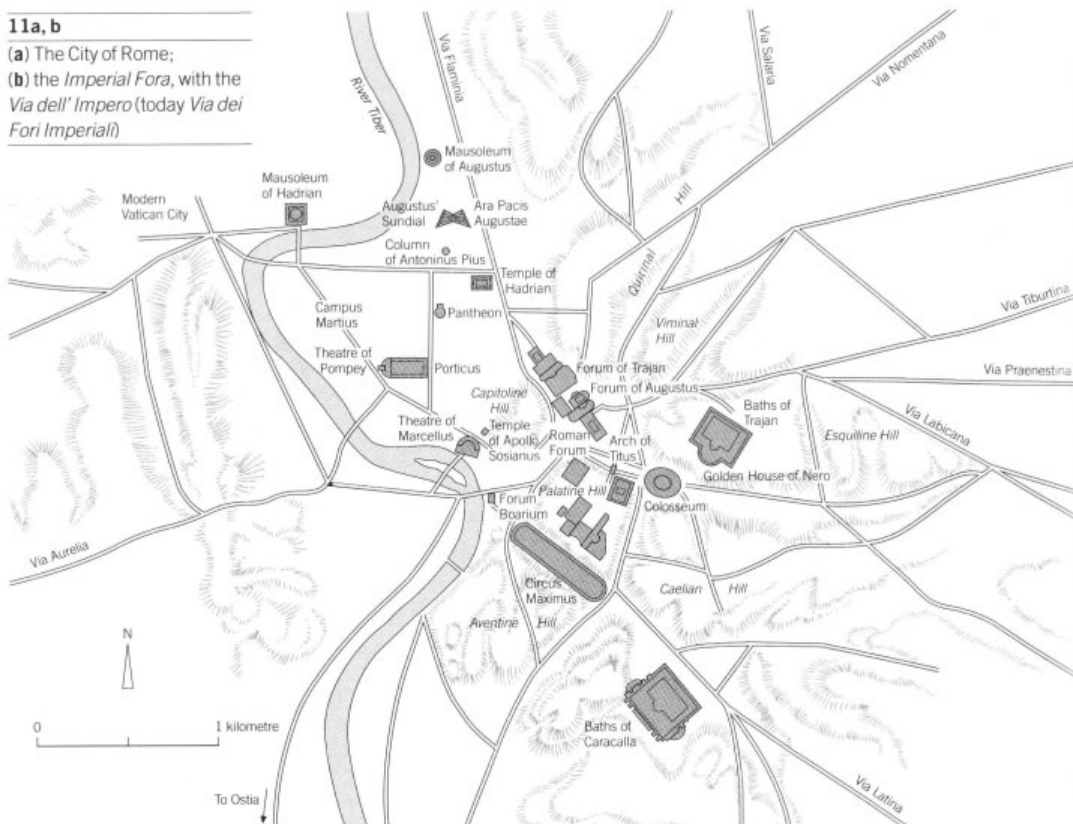 11a, b
(a) The City of Rome;
(b) the Imperial Fora, with the
Via dell' Impero (today Via dei
Fori Imperiali)
River Tiber
Via Flaminia
Via Salaria
Via Nomentana
Mausoleum
of Augustus
Mausoleum
of Hadrian
Modern
Vatican City
Augustus'
Sundial
Ara Pacis
Augustae
Column
of Antoninus Pius
Temple of
Hadrian
Quirinal
Hill
Via Tiburtina
Campus
Martius
Pantheon
Viminal
Hill
Theatre of
Pompey
Porticus
Forum of Trajan
Forum of Augustus
Via Praenestina
Capitoline
Hill
Baths of
Trajan
Via Labicana
Theatre of
Marcellus
Temple
of Apollo
Sosianus
Roman
Forum
Arch of
Titus
Esquiline Hill
Golden House of Nero
Palatine Hill
Colosseum
Forum
Boarium
Via Aurelia
Circus
Maximus
Caelian
Hill
Aventine
Hill
N
0
1 kilometre
Baths of
Caracalla
To Ostia
Via Latina